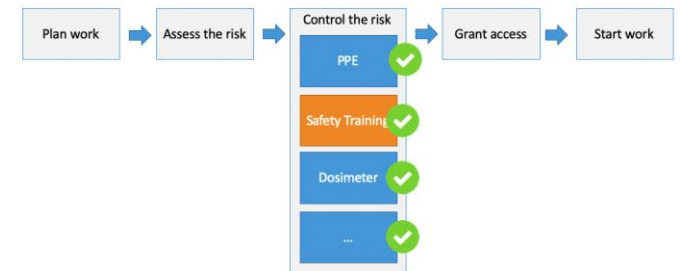 Plan work
Assess the risk
Control the risk
PPE
Safety Training
Dosimeter
...
Grant access
Start work